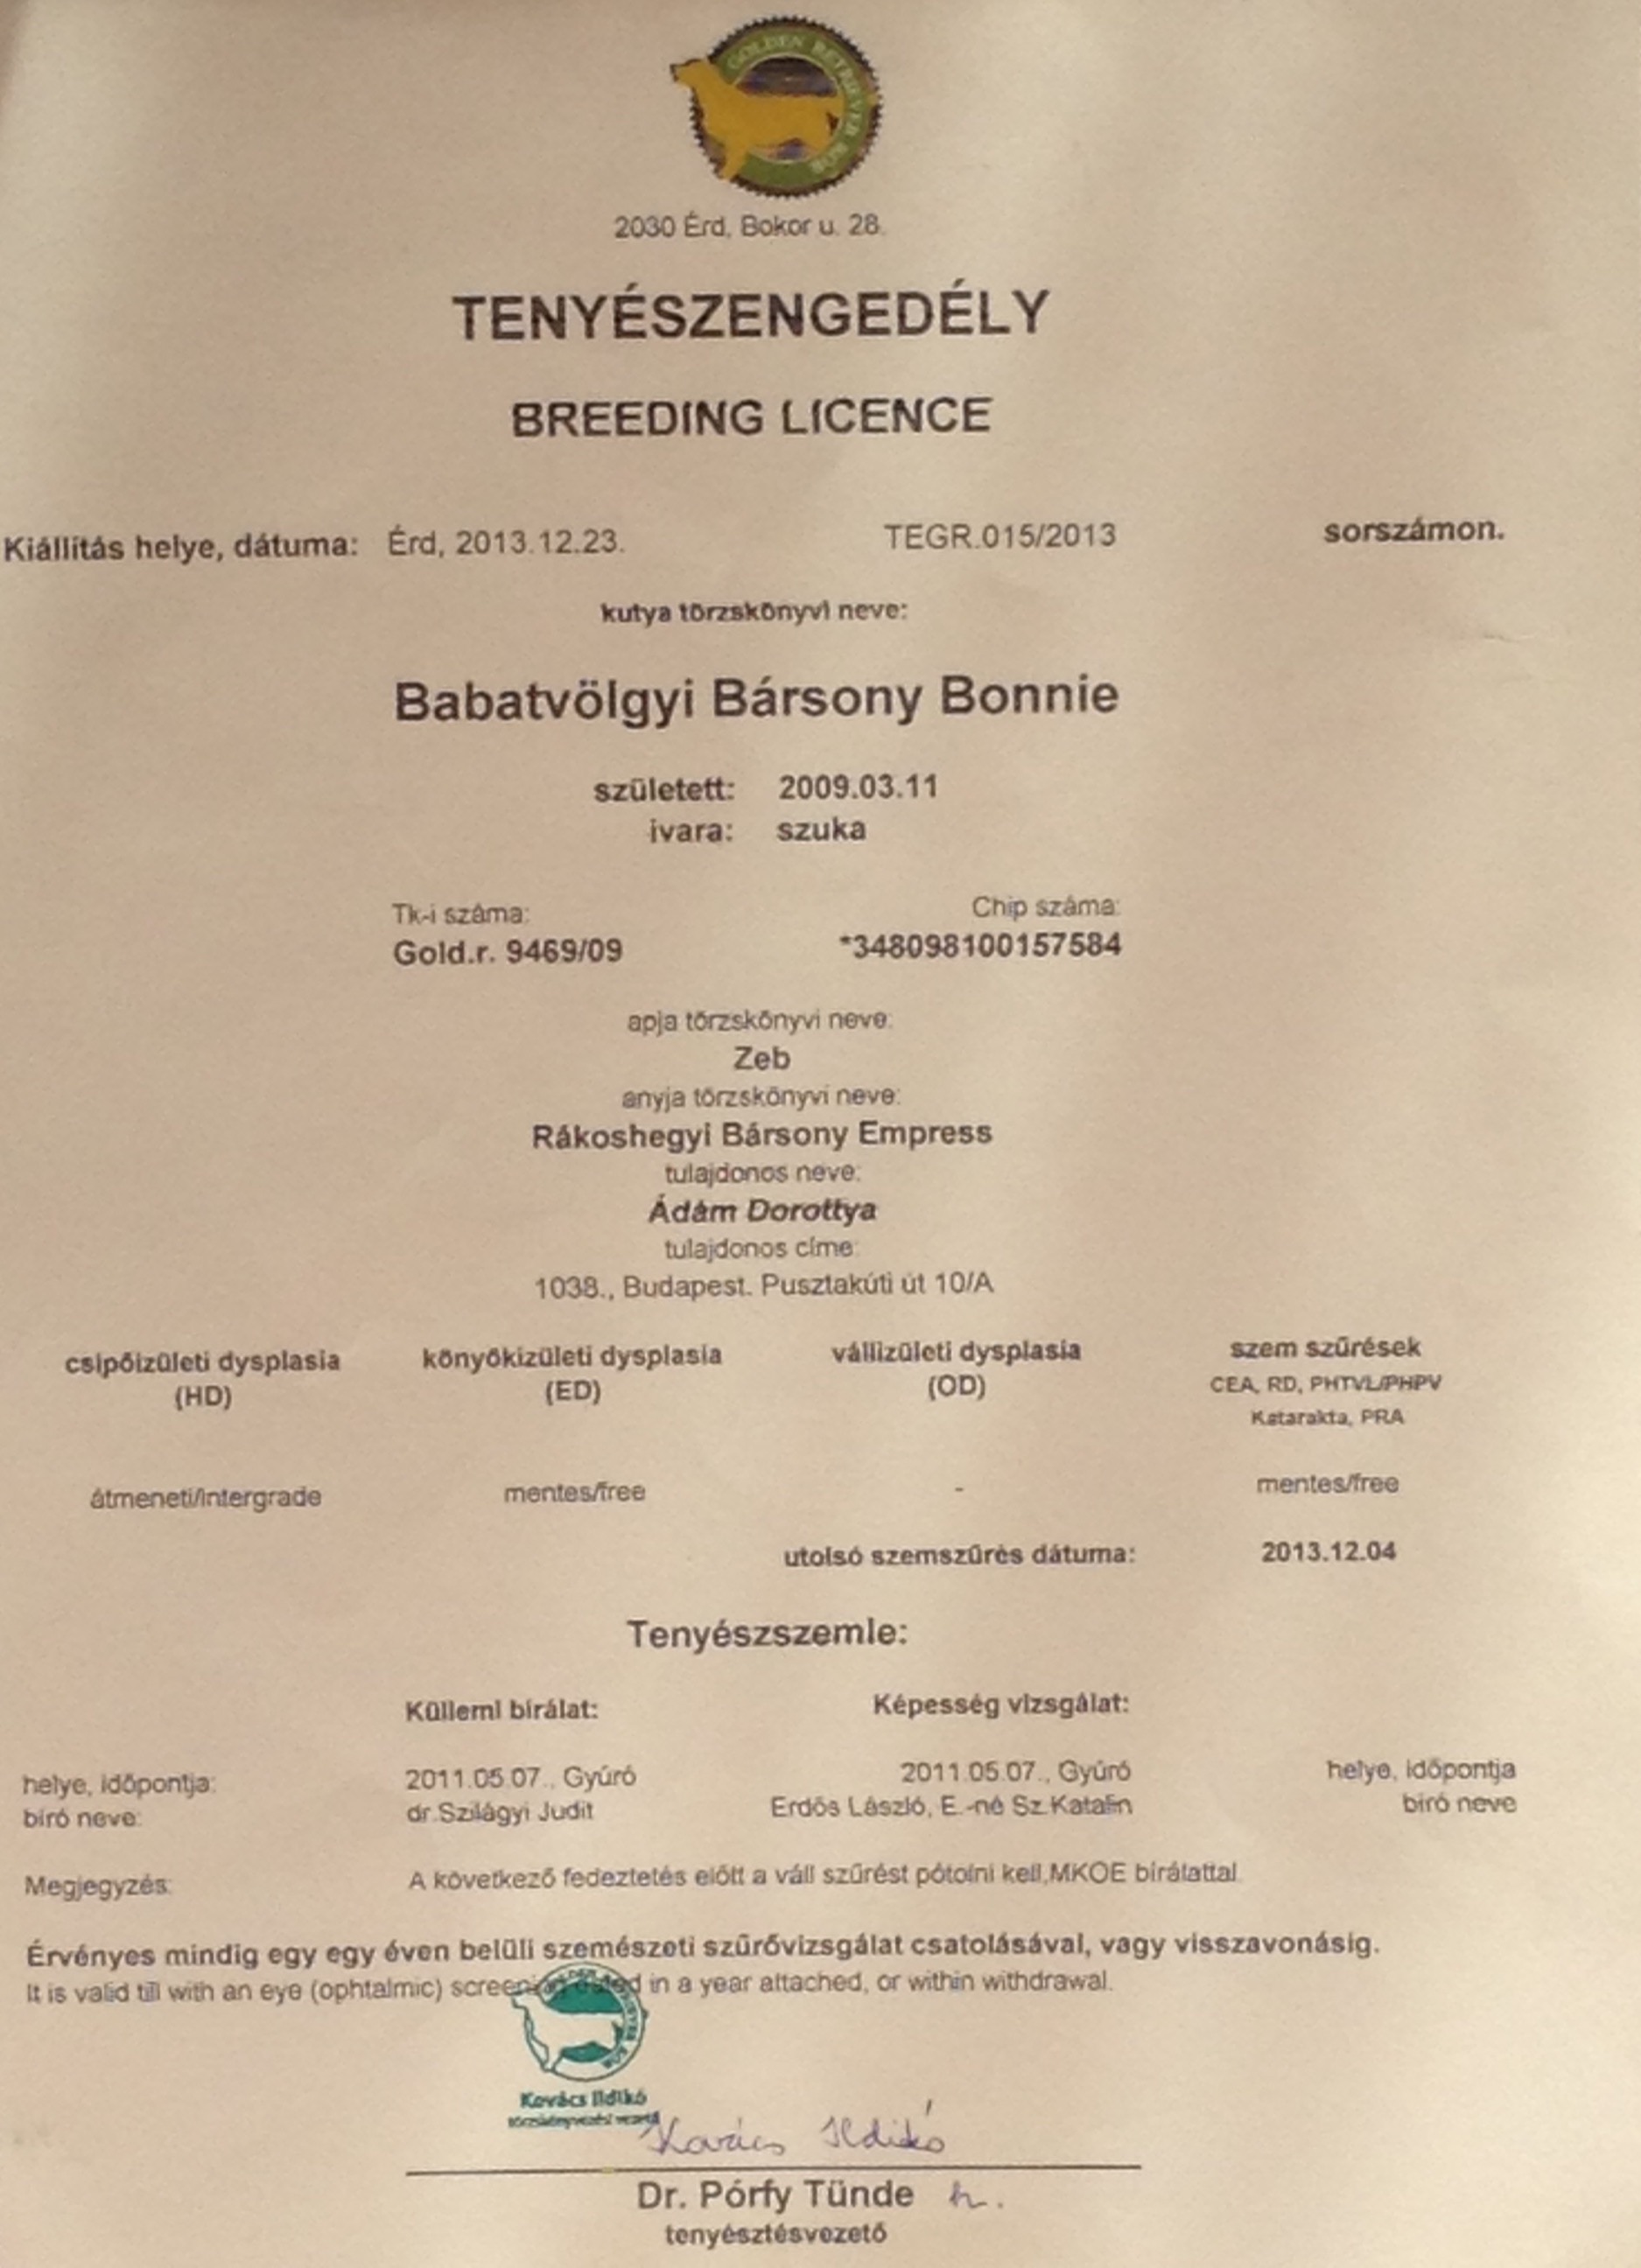 GOLDEN RETRIEVER KÖR
2030 Érd, Bokor u. 28.
TENYÉSZENGEDÉLY
BREEDING LICENCE
Kiállítás helye, dátuma: Érd, 2013.12.23. TEGR.015/2013 sorszámon.
kutya törzskönyvi neve:
Babatvölgyi Bársony Bonnie
született: 2009.03.11
ivara: szuka
Tk-i száma: Chip száma:
Gold.r. 9469/09 *348098100157584
apja törzskönyvi neve:
Zeb
anyja törzskönyvi neve:
Rákoshegyi Bársony Empress
tulajdonos neve:
Ádám Dorottya
tulajdonos címe:
1038., Budapest. Pusztakúti út 10/A
csípőizületi dysplasia könyökizületi dysplasia vállizületi dysplasia szem szűrések
(HD) (ED) (OD) CEA, RD, PHTVL/PHPV
Katarakta, PRA
átmeneti/intergrade mentes/free - mentes/free
utolsó szemszűrés dátuma: 2013.12.04
Tenyészszemle:
Küllemi bírálat: Képesség vizsgálat:
helye, időpontja: 2011.05.07., Gyúró 2011.05.07., Gyúró helye, időpontja
bíró neve: dr.Szilágyi Judit Erdős László, E.-né Sz.Katalin bíró neve
Megjegyzés: A következő fedeztetés előtt a váll szűrést pótolni kell,MKOE bírálattal.
Érvényes mindig egy egy éven belüli szemészeti szűrővizsgálat csatolásával, vagy visszavonásig.
It is valid till with an eye (ophtalmic) screening dated in a year attached, or within withdrawal.
Kovács Ildikó
törzskönyvezési vezető
Kovács Ildikó
Dr. Pórfy Tünde h.
tenyésztésvezető